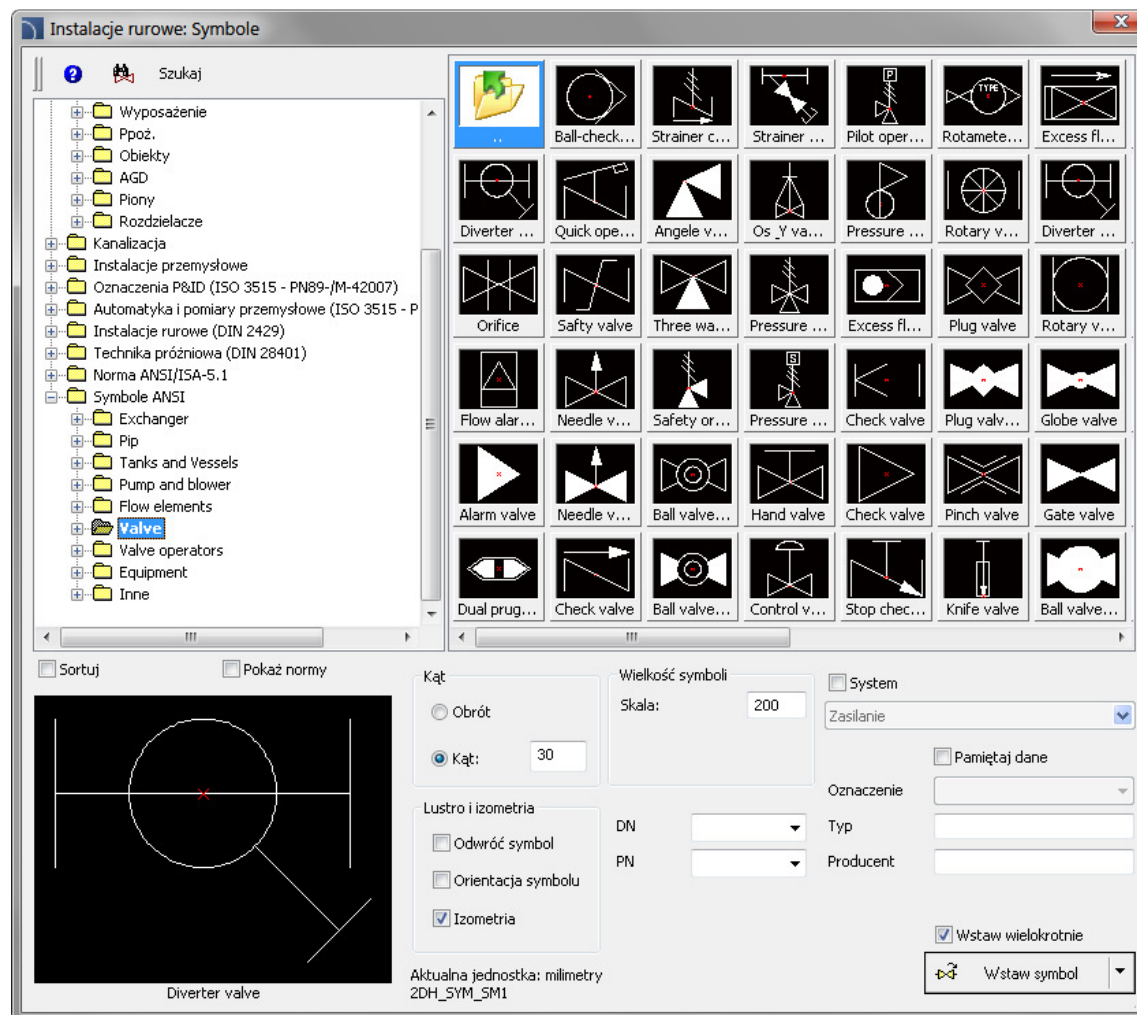 Instalacje rurowe: Symbole
Szukaj
Wyposażenie
Ppoż.
Obiekty
AGD
Piony
Rozdzielacze
Kanalizacja
Instalacje przemysłowe
Oznaczenia P&ID (ISO 3515 - PN89-/M-42007)
Automatyka i pomiary przemysłowe (ISO 3515 - P
Instalacje rurowe (DIN 2429)
Technika próżniowa (DIN 28401)
Norma ANSI/ISA-5.1
Symbole ANSI
Exchanger
Pip
Tanks and Vessels
Pump and blower
Flow elements
Valve
Valve operators
Equipment
Inne
P
TYPE
.. Ball-check... Strainer c... Strainer ... Pilot oper... Rotamete... Excess fl...
Diverter ... Quick ope... Angele v... Os_Y va... Pressure ... Rotary v... Diverter ...
Orifice Safty valve Three wa... Pressure ... Excess fl... Plug valve Rotary v...
S
Flow alar... Needle v... Safety or... Pressure ... Check valve Plug valv... Globe valve
Alarm valve Needle v... Ball valve... Hand valve Check valve Pinch valve Gate valve
Dual prug... Check valve Ball valve... Control v... Stop chec... Knife valve Ball valve...
Sortuj Pokaż normy
Diverter valve
Kąt
Obrót
Kąt: 30
Lustro i izometria
Odwróć symbol
Orientacja symbolu
Izometria
Aktualna jednostka: milimetry
2DH_SYM_SM1
Wielkość symboli
Skala: 200
DN
PN
System
Zasilanie
Pamiętaj dane
Oznaczenie
Typ
Producent
Wstaw wielokrotnie
Wstaw symbol